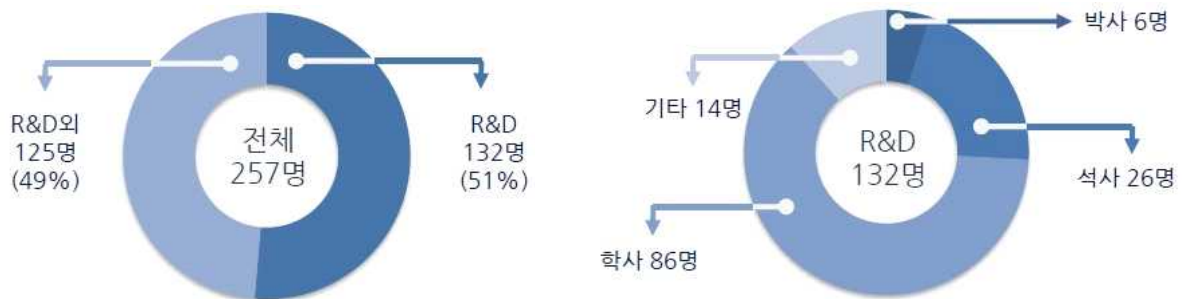 R&D외
125명
(49%)
전체
257명
R&D
132명
(51%)
박사 6명
기타 14명
R&D
132명
석사 26명
학사 86명